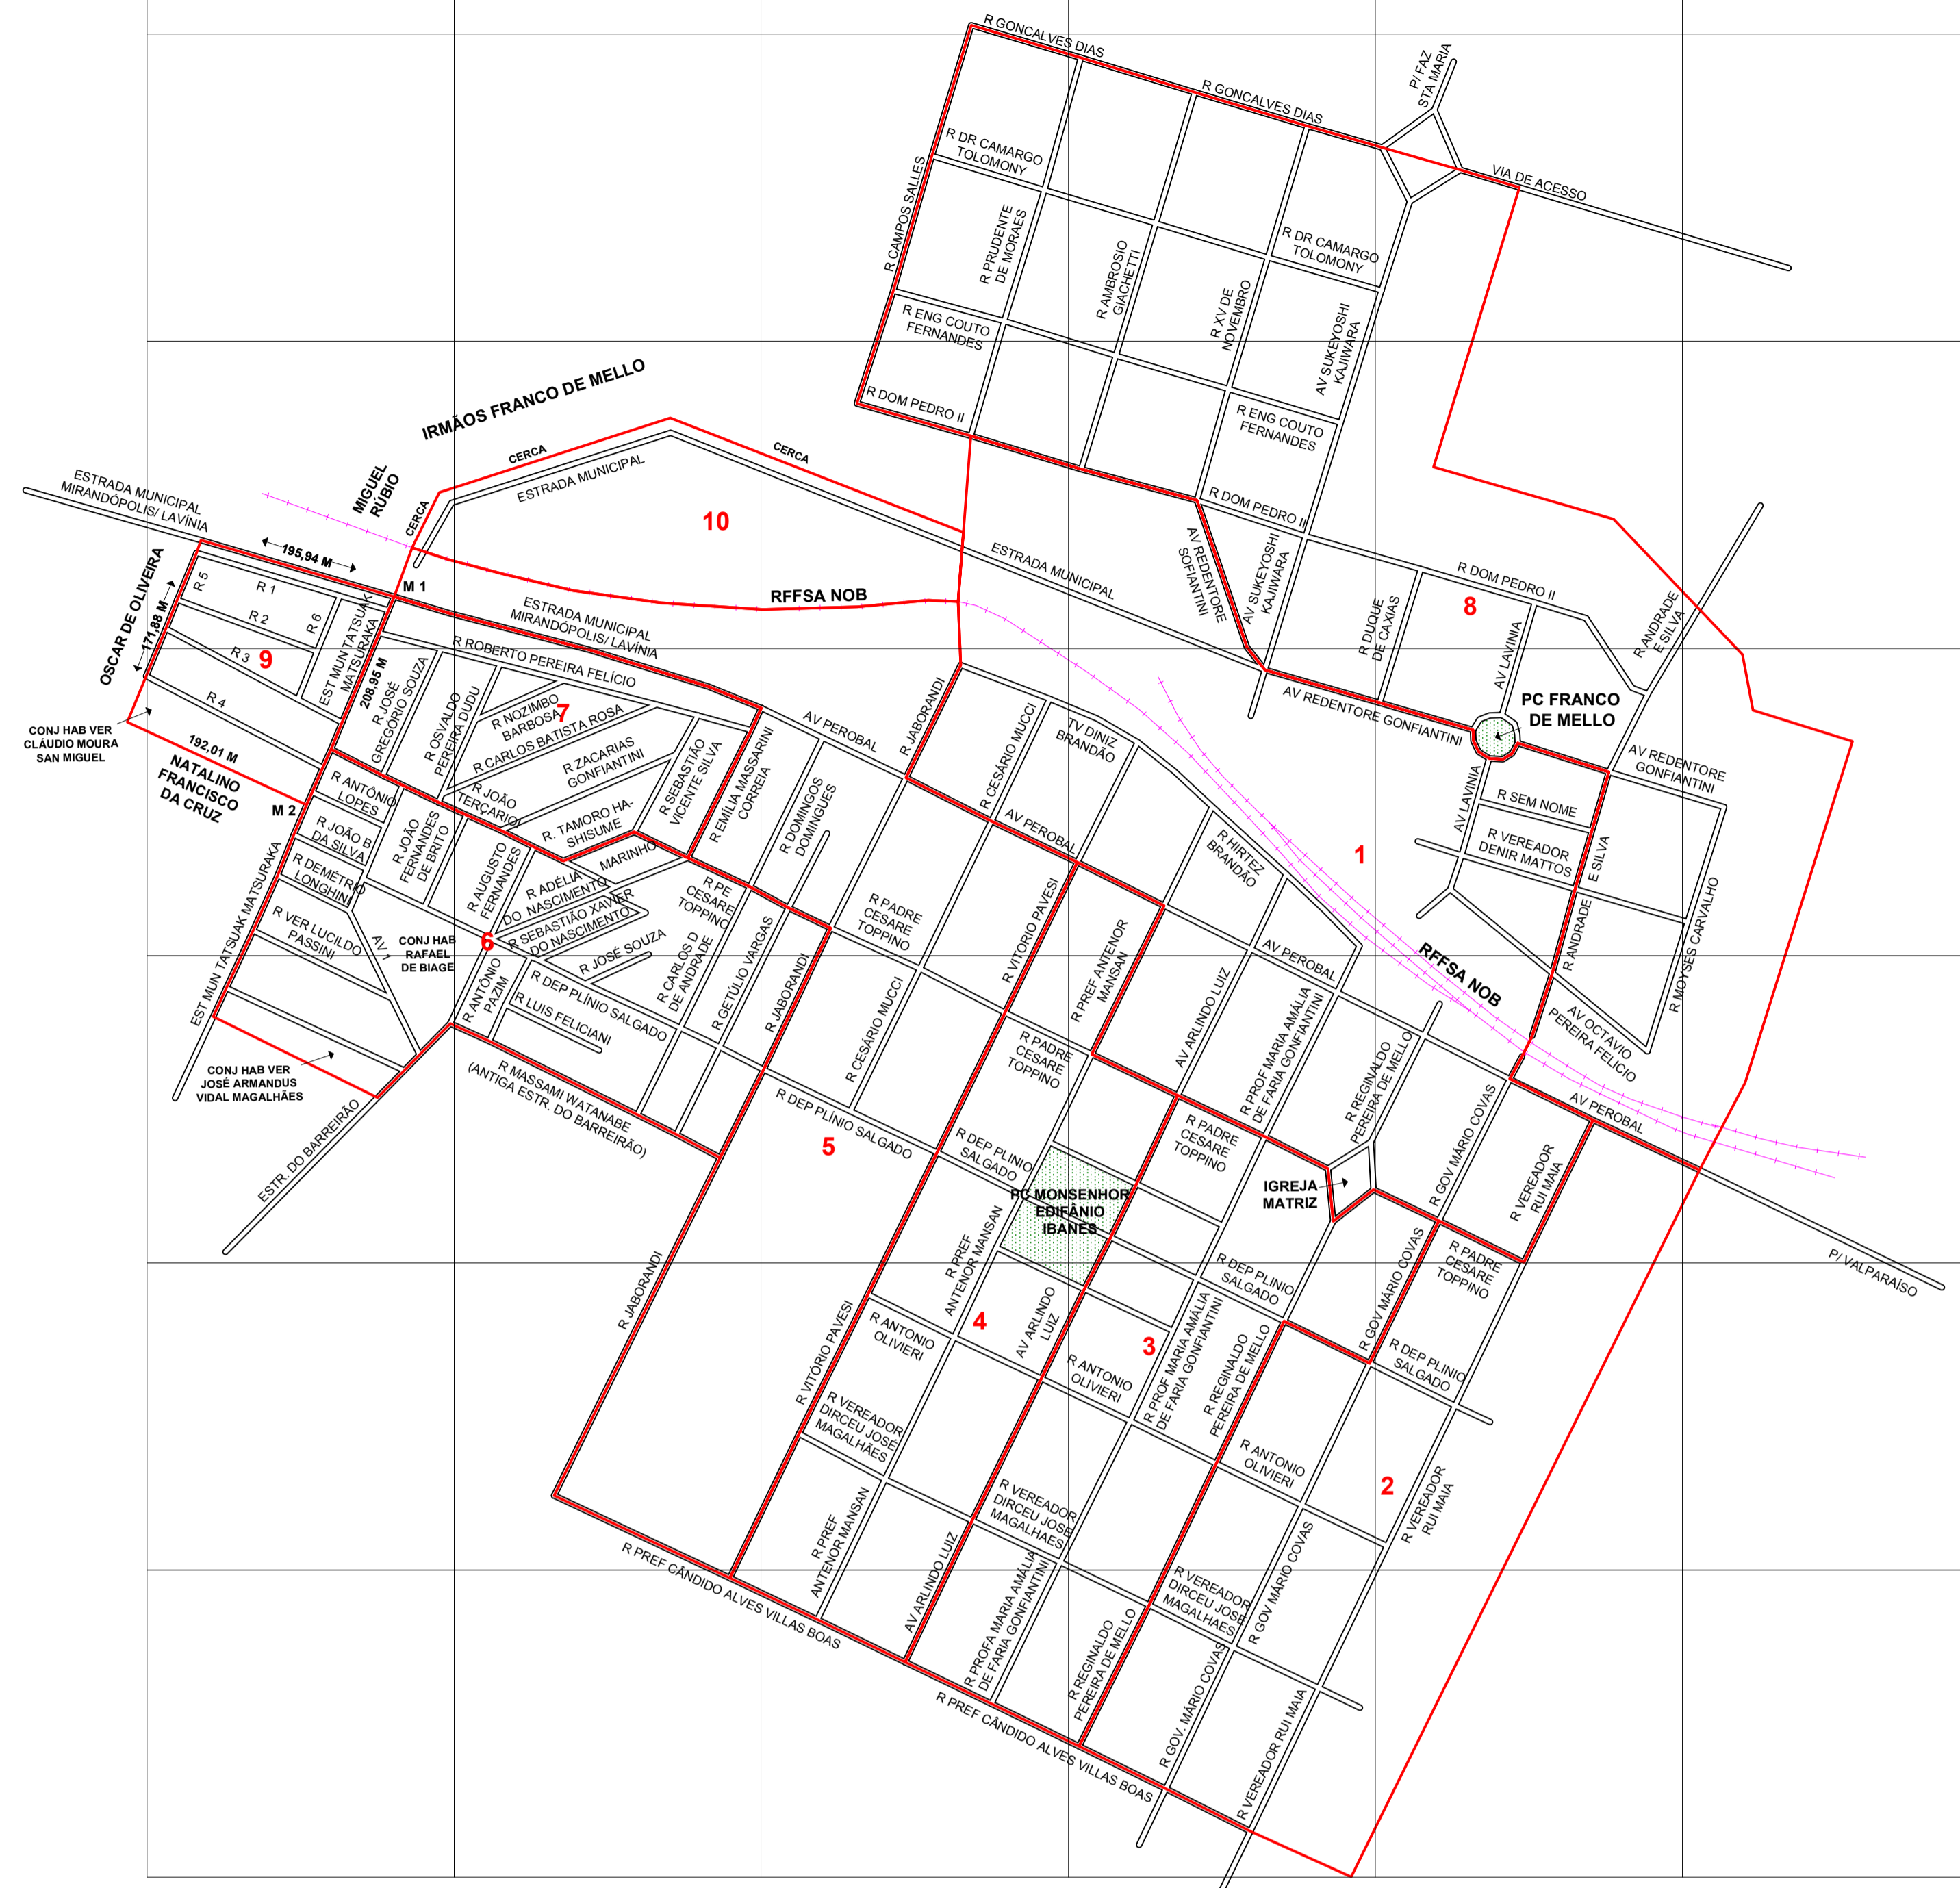 R GONCALVES DIAS
R GONCALVES DIAS
P/ FAZ
STA MARIA
VIA DE ACESSO
R DR CAMARGO
TOLOMONY
R CAMPOS SALLES
R PRUDENTE
DE MORAES
R AMBROSIO
GIACHETTI
R XV DE
NOVEMBRO
R DR CAMARGO
TOLOMONY
AV SUKEYOSHI
KAJIWARA
R ENG COUTO
FERNANDES
R ENG COUTO
FERNANDES
R DOM PEDRO II
R DOM PEDRO II
R DOM PEDRO II
IRMÃOS FRANCO DE MELLO
CERCA
CERCA
CERCA
ESTRADA MUNICIPAL
MIGUEL
RÚBIO
ESTRADA MUNICIPAL
MIRANDÓPOLIS/ LAVÍNIA
10
195,94 M
M 1
RFFSA NOB
ESTRADA MUNICIPAL
AV REDENTORE
SOFIANTINI
AV SUKEYOSHI
KAJIWARA
R DUQUE
DE CAXIAS
8
AV LAVINIA
R ANDRADE
E SILVA
OSCAR DE OLIVEIRA
171,88 M
R 5
R 1
R 2
R 6
R 3
9
R 4
EST MUN TATSUAK
MATSURAKA
208,95 M
ESTRADA MUNICIPAL
MIRANDÓPOLIS/ LAVÍNIA
R ROBERTO PEREIRA FELÍCIO
R JOSÉ
GREGÓRIO SOUZA
R OSVALDO
PEREIRA DUDU
R NOZIMBO
BARBOSA
7
R CARLOS BATISTA ROSA
R ZACARIAS
GONFIANTINI
R SEBASTIÃO
VICENTE SILVA
R EMÍLIA MASSARINI
CORREIA
R JOÃO
TERÇARIOl
R. TAMORO HA-
SHISUME
CONJ HAB VER
CLÁUDIO MOURA
SAN MIGUEL
192,01 M
NATALINO
FRANCISCO
DA CRUZ
M 2
AV PEROBAL
R JABORANDI
R CESÁRIO MUCCI
TV DINIZ
BRANDÃO
AV REDENTORE GONFIANTINI
PC FRANCO
DE MELLO
AV REDENTORE
GONFIANTINI
AV LAVINIA
R SEM NOME
R VEREADOR
DENIR MATTOS
R ANDRADE
E SILVA
R MOYSES CARVALHO
AV OCTAVIO
PEREIRA FELICIO
1
RFFSA NOB
R HIRTEZ
BRANDÃO
AV PEROBAL
R ANTÔNIO
LOPES
R JOÃO B
DA SILVA
R DEMÉTRIO
LONGHINI
R VER LUCILDO
PASSINI
EST MUN TATSUAK MATSURAKA
R JOÃO
FERNANDES
DE BRITO
R AUGUSTO
FERNANDES
R ADÉLIA MARINHO
DO NASCIMENTO
R SEBASTIÃO XAVIER
DO NASCIMENTO
R PE
CESARE
TOPPINO
R DOMINGOS
DOMINGUES
6
AV 1
CONJ HAB
RAFAEL
DE BIAGE
R JOSÉ SOUZA
R CARLOS D
DE ANDRADE
R GETÚLIO VARGAS
R JABORANDI
R ANTÔNIO
PAZIM
R DEP PLÍNIO SALGADO
R LUIS FELICIANI
R MASSAMI WATANABE
(ANTIGA ESTR. DO BARREIRÃO)
CONJ HAB VER
JOSÉ ARMANDUS
VIDAL MAGALHÃES
ESTR. DO BARREIRÃO
R PADRE
CESARE
TOPPINO
R CESÁRIO MUCCI
R VITORIO PAVESI
R PREF ANTENOR
MANSAN
AV ARLINDO LUIZ
AV PEROBAL
R PROF MARIA AMÁLIA
DE FARIA GONFIANTINI
R PADRE
CESARE
TOPPINO
R REGINALDO
PEREIRA DE MELLO
R GOV MÁRIO COVAS
AV PEROBAL
R VEREADOR
RUI MAIA
P/ VALPARAÍSO
R DEP PLÍNIO SALGADO
5
R DEP PLINIO
SALGADO
R PADRE
CESARE
TOPPINO
IGREJA
MATRIZ
PC MONSENHOR
EDIFÂNIO
IBANES
R PREF
ANTENOR MANSAN
R DEP PLINIO
SALGADO
R GOV MÁRIO COVAS
R PADRE
CESARE
TOPPINO
R DEP PLINIO
SALGADO
R JABORANDI
R VITÓRIO PAVESI
R ANTONIO
OLIVIERI
4
AV ARLINDO
LUIZ
3
R ANTONIO
OLIVIERI
R PROF MARIA AMÁLIA
DE FARIA GONFIANTINI
R REGINALDO
PEREIRA DE MELLO
R ANTONIO
OLIVIERI
2
R VEREADOR
RUI MAIA
R VEREADOR
DIRCEU JOSÉ
MAGALHÃES
R VEREADOR
DIRCEU JOSÉ
MAGALHAES
R VEREADOR
DIRCEU JOSÉ
MAGALHAES
R PREF
ANTENOR MANSAN
AV ARLINDO LUIZ
R PROFA MARIA AMÁLIA
DE FARIA GONFIANTINI
R REGINALDO
PEREIRA DE MELLO
R GOV MÁRIO COVAS
R GOV. MÁRIO COVAS
R VEREADOR RUI MAIA
R PREF CÂNDIDO ALVES VILLAS BOAS
R PREF CÂNDIDO ALVES VILLAS BOAS